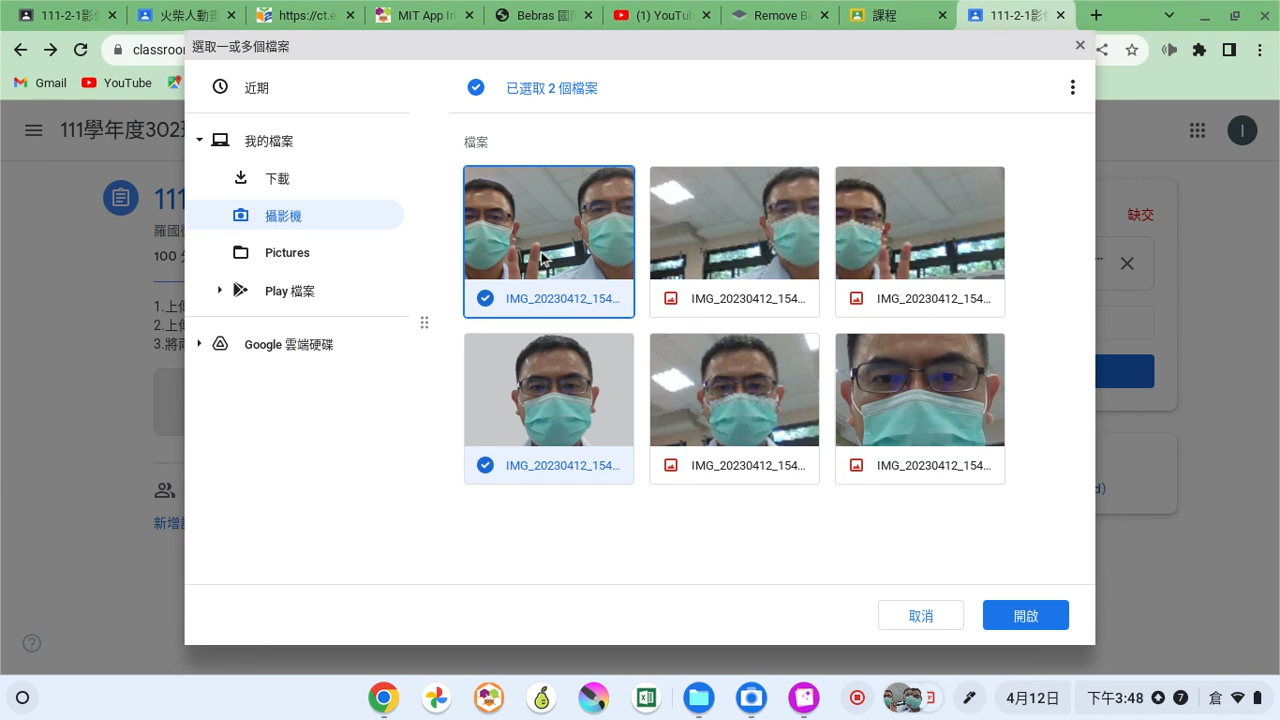 111-2-1影
火柴人動畫
https://ct.e
MIT App In
Bebras 國
(1) YouTu
Remove Ba
課程
111-2-1影
classroo
Gmail
YouTube
選取一或多個檔案
近期
已選取 2 個檔案
我的檔案
檔案
下載
攝影機
Pictures
Play 檔案
Google 雲端硬碟
111學年度302
I
111
缺交
100
1.上
2.上
3.將
新增
d)
IMG_20230412_154...
IMG_20230412_154...
IMG_20230412_154...
IMG_20230412_154...
IMG_20230412_154...
IMG_20230412_154...
取消
開啟
4月12日
下午3:48
7
倉